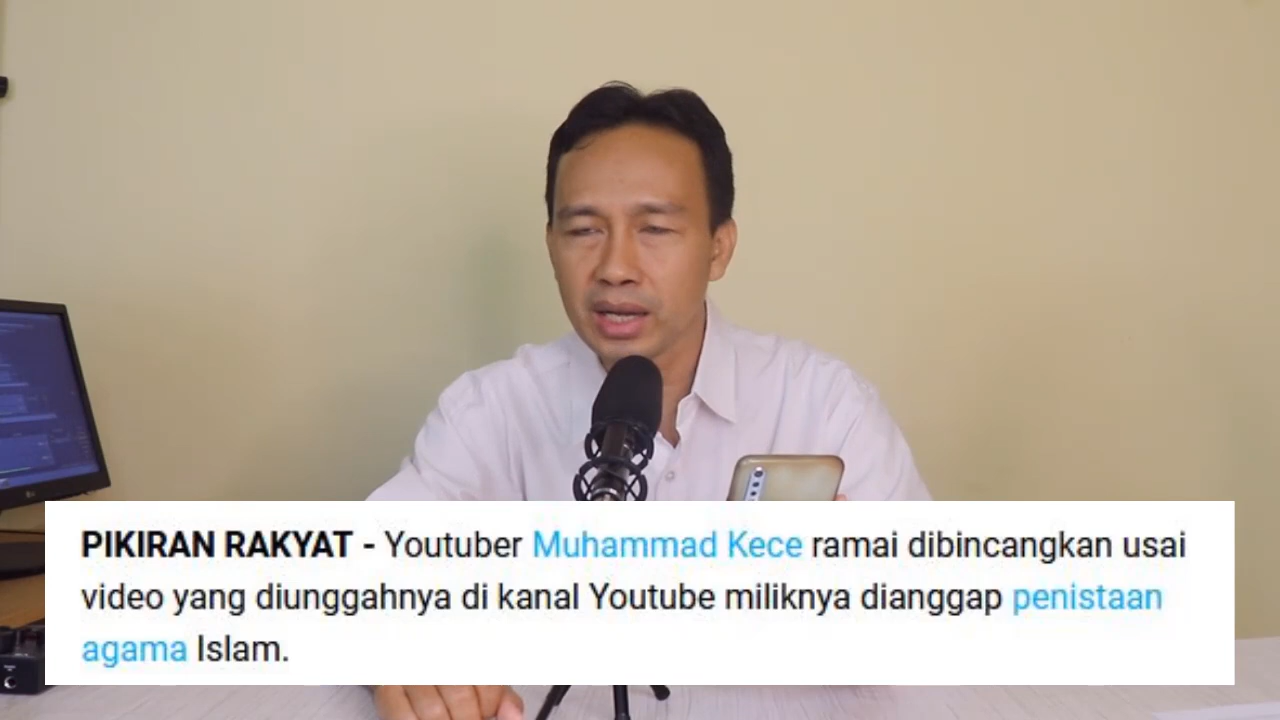 PIKIRAN RAKYAT - Youtuber Muhammad Kece ramai dibincangkan usai
video yang diunggahnya di kanal Youtube miliknya dianggap penistaan
agama Islam.